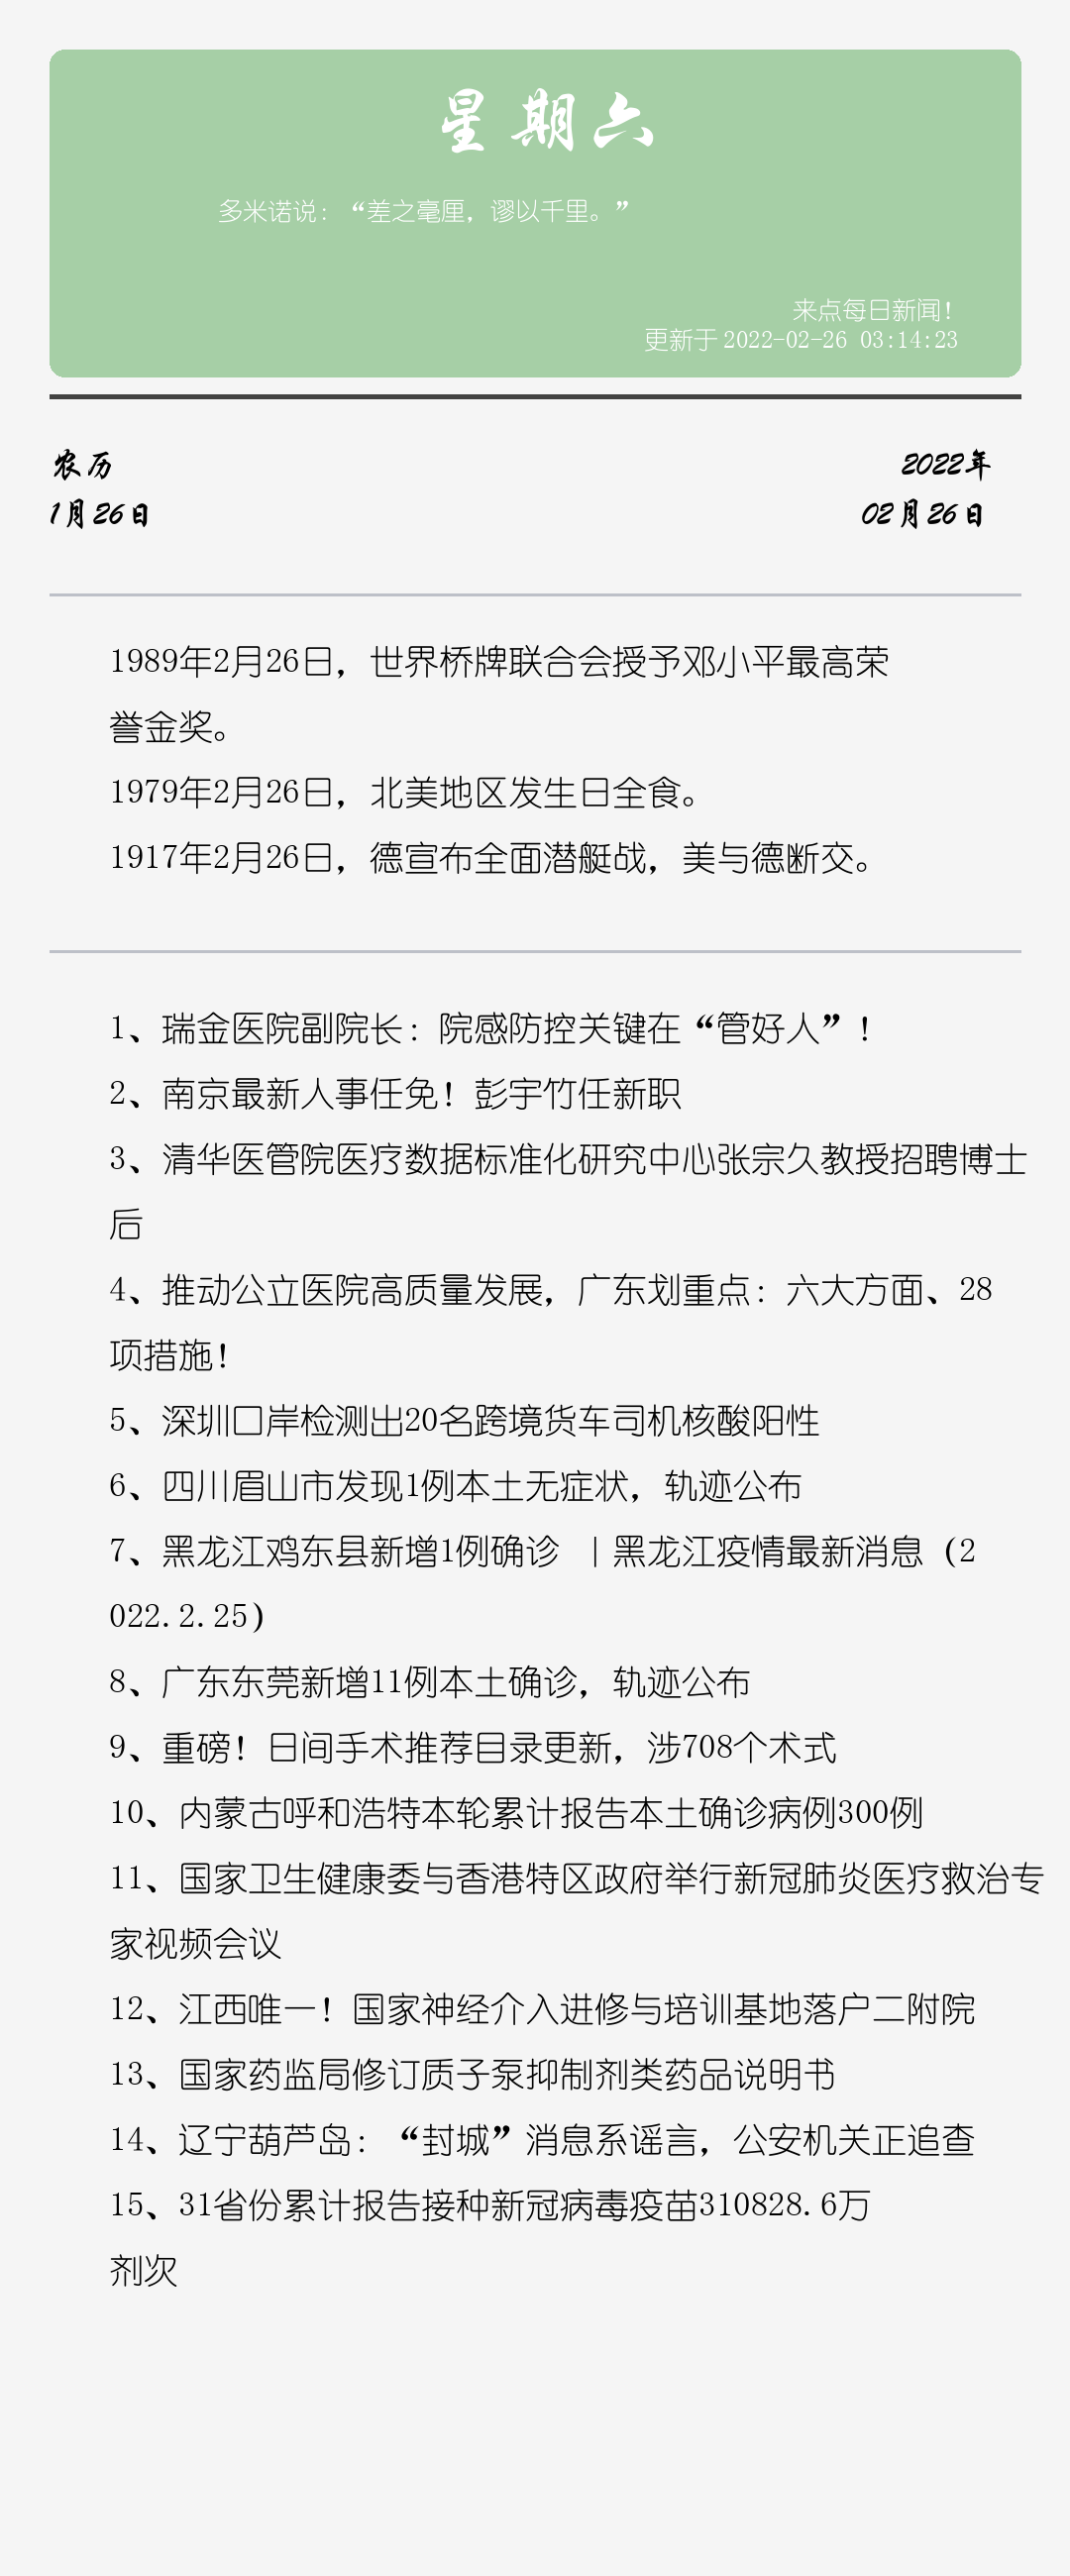 星期六
多米诺说：“差之毫厘，谬以千里。”
来点每日新闻！
更新于 2022-02-26 03:14:23
农历
2022年
1月26日
02月26日
1989年2月26日，世界桥牌联合会授予邓小平最高荣
誉金奖。
1979年2月26日，北美地区发生日全食。
1917年2月26日，德宣布全面潜艇战，美与德断交。
1、瑞金医院副院长：院感防控关键在“管好人”！
2、南京最新人事任免！彭宇竹任新职
3、清华医管院医疗数据标准化研究中心张宗久教授招聘博士
后
4、推动公立医院高质量发展，广东划重点：六大方面、28
项措施！
5、深圳口岸检测出20名跨境货车司机核酸阳性
6、四川眉山市发现1例本土无症状，轨迹公布
7、黑龙江鸡东县新增1例确诊 丨黑龙江疫情最新消息（2
022.2.25）
8、广东东莞新增11例本土确诊，轨迹公布
9、重磅！日间手术推荐目录更新，涉708个术式
10、内蒙古呼和浩特本轮累计报告本土确诊病例300例
11、国家卫生健康委与香港特区政府举行新冠肺炎医疗救治专
家视频会议
12、江西唯一！国家神经介入进修与培训基地落户二附院
13、国家药监局修订质子泵抑制剂类药品说明书
14、辽宁葫芦岛：“封城”消息系谣言，公安机关正追查
15、31省份累计报告接种新冠病毒疫苗310828.6万
剂次